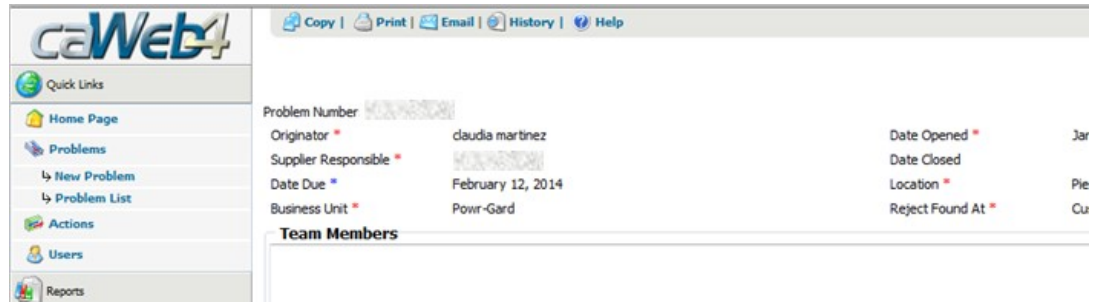 Copy | Print | Email | History | Help
caWeb4
Quick Links
Home Page
Problems
New Problem
Problem List
Actions
Users
Reports
Problem Number
Originator * claudia martinez Date Opened *
Supplier Responsible * Date Closed
Date Due * February 12, 2014 Location *
Business Unit * Powr-Gard Reject Found At *
Team Members